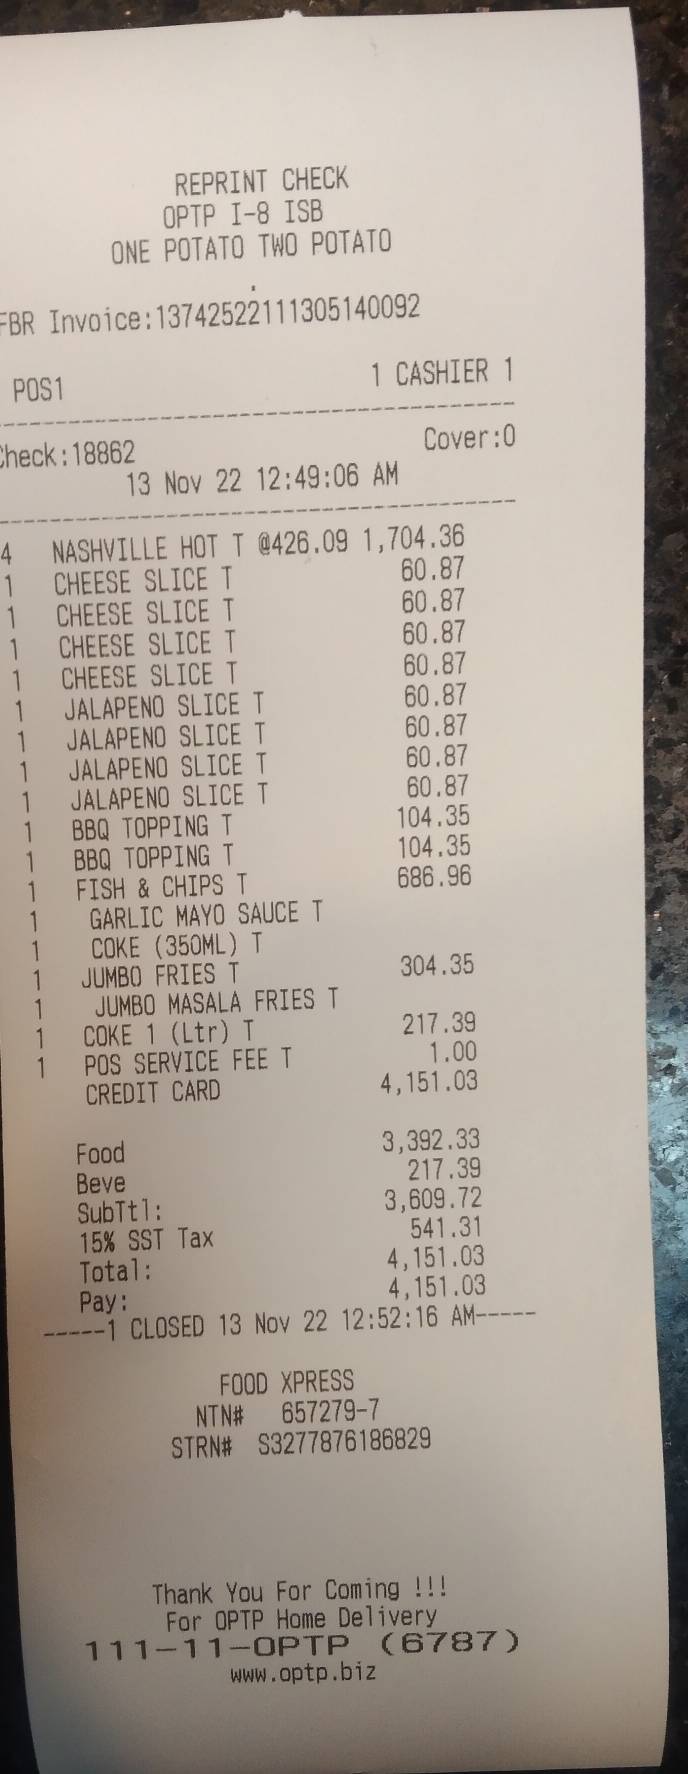 REPRINT CHECK
OPTP I-8 ISB
ONE POTATO TWO POTATO
.
FBR Invoice:13742522111305140092
POS1 1 CASHIER 1
Check:18862 Cover:0
13 Nov 22 12:49:06 AM
4 NASHVILLE HOT T @426.09 1,704.36
1 CHEESE SLICE T 60.87
1 CHEESE SLICE T 60.87
1 CHEESE SLICE T 60.87
1 CHEESE SLICE T 60.87
1 JALAPENO SLICE T 60.87
1 JALAPENO SLICE T 60.87
1 JALAPENO SLICE T 60.87
1 JALAPENO SLICE T 60.87
1 BBQ TOPPING T 104.35
1 BBQ TOPPING T 104.35
1 FISH & CHIPS T 686.96
1 GARLIC MAYO SAUCE T
1 COKE (350ML) T
1 JUMBO FRIES T 304.35
1 JUMBO MASALA FRIES T
1 COKE 1 (Ltr) T 217.39
1 POS SERVICE FEE T 1.00
CREDIT CARD 4,151.03
Food 3,392.33
Beve 217.39
SubTtl: 3,609.72
15% SST Tax 541.31
Total: 4,151.03
Pay: 4,151.03
-----1 CLOSED 13 Nov 22 12:52:16 AM-----
FOOD XPRESS
NTN# 657279-7
STRN# S3277876186829
Thank You For Coming !!!
For OPTP Home Delivery
111-11-OPTP (6787)
www.optp.biz